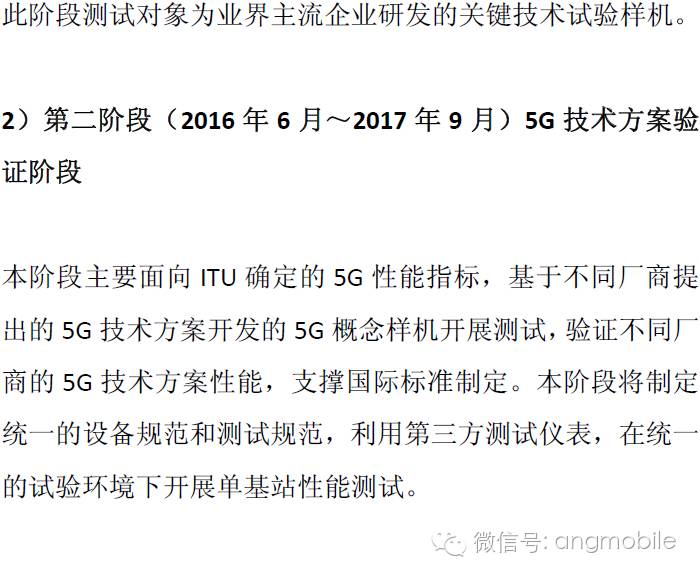 此阶段测试对象为业界主流企业研发的关键技术试验样机。
2）第二阶段（2016 年 6 月～2017 年 9 月）5G 技术方案验
证阶段
本阶段主要面向 ITU 确定的 5G 性能指标，基于不同厂商提
出的 5G 技术方案开发的 5G 概念样机开展测试，验证不同厂
商的 5G 技术方案性能，支撑国际标准制定。本阶段将制定
统一的设备规范和测试规范，利用第三方测试仪表，在统一
的试验环境下开展单基站性能测试。
微信号: angmobile